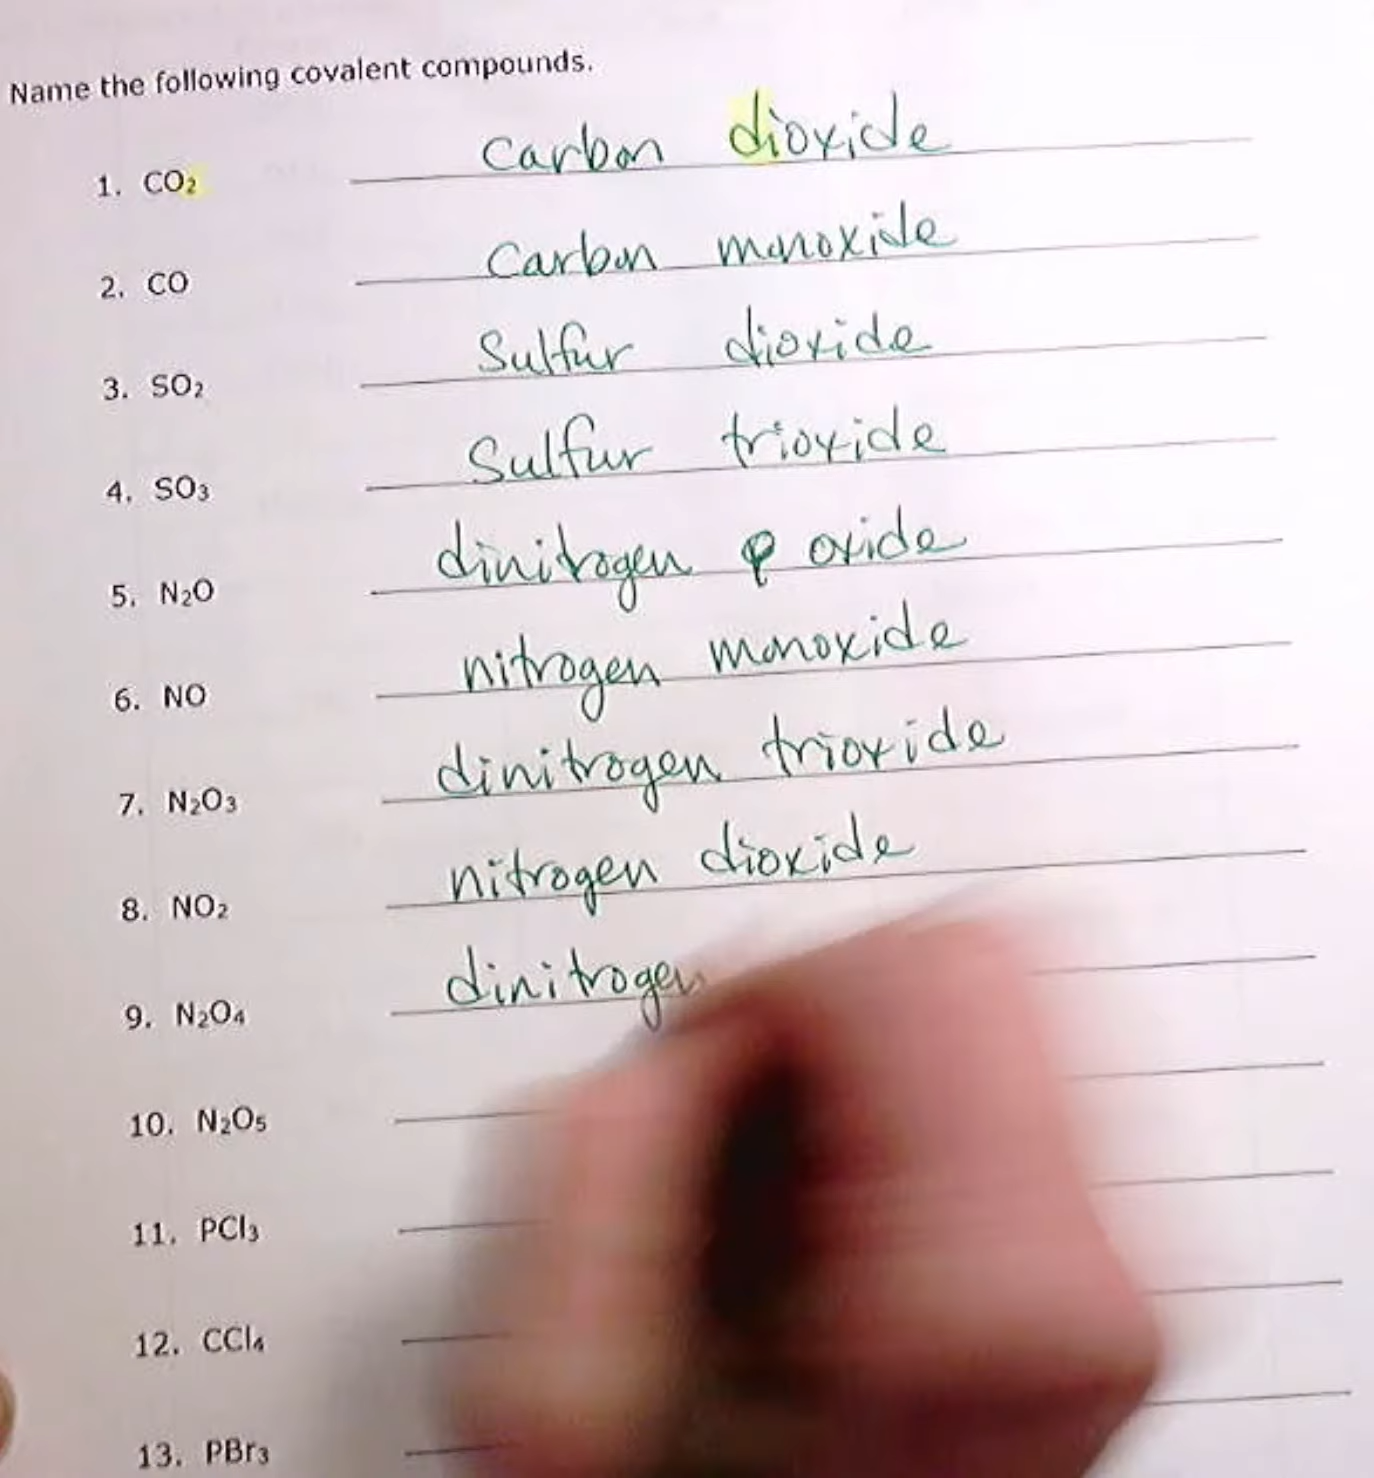 Name the following covalent compounds.
1. CO₂ carbon dioxide
2. CO carbon monoxide
3. SO₂ Sulfur dioxide
4. SO₃ Sulfur trioxide
5. N₂O dinitrogen oxide
6. NO nitrogen monoxide
7. N₂O₃ dinitrogen trioxide
8. NO₂ nitrogen dioxide
9. N₂O₄ dinitrogen
10. N₂O₅
11. PCl₃
12. CCl₄
13. PBr₃